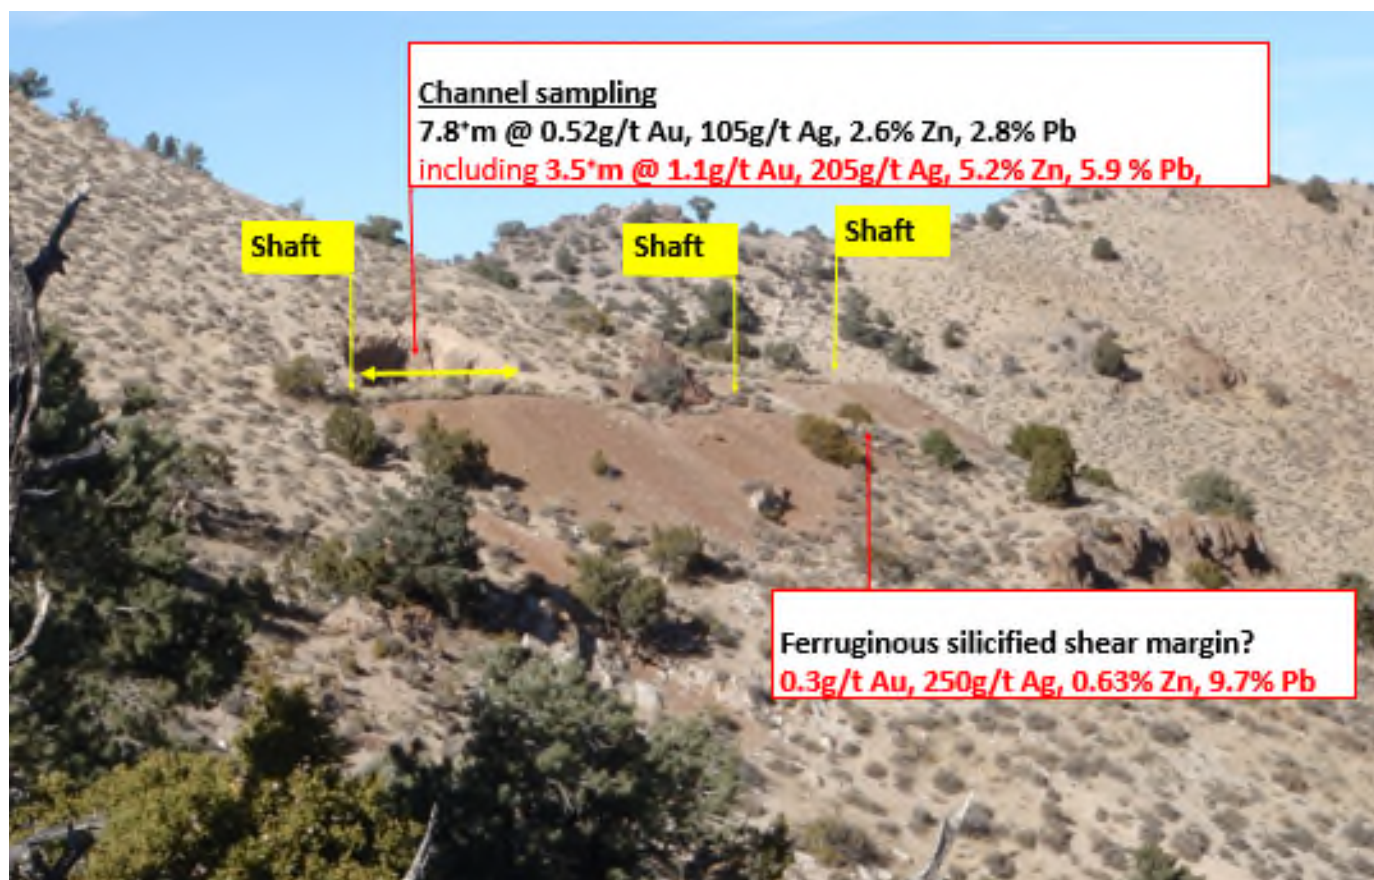 Channel sampling
7.8*m @ 0.52g/t Au, 105g/t Ag, 2.6% Zn, 2.8% Pb
including 3.5*m @ 1.1g/t Au, 205g/t Ag, 5.2% Zn, 5.9 % Pb,
Shaft
Shaft
Shaft
Ferruginous silicified shear margin?
0.3g/t Au, 250g/t Ag, 0.63% Zn, 9.7% Pb